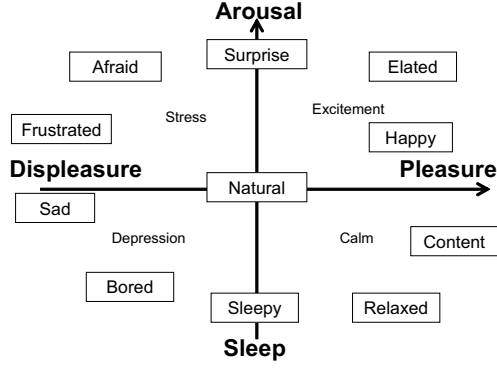 Arousal
Surprise
Afraid
Elated
Stress
Excitement
Frustrated
Happy
Displeasure
Pleasure
Natural
Sad
Depression
Calm
Content
Bored
Sleepy
Relaxed
Sleep